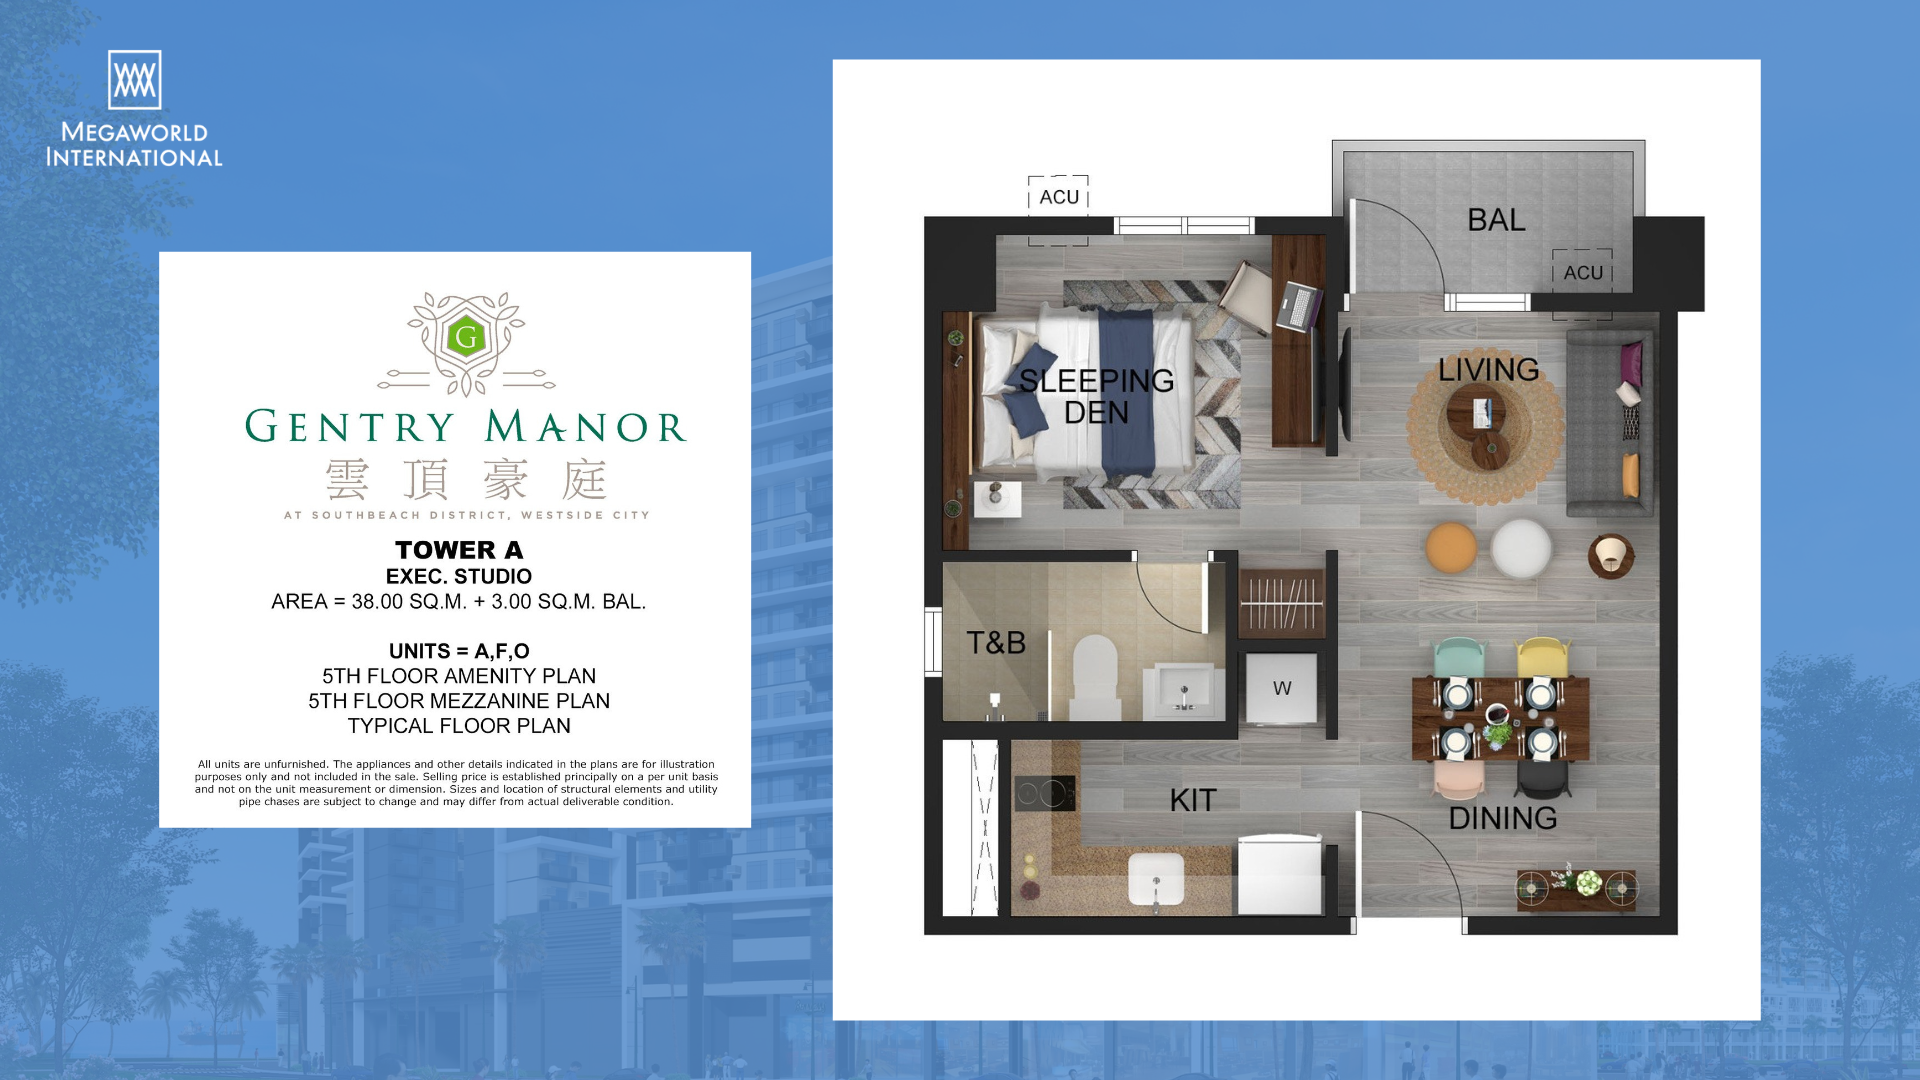 MEGAWORLD
INTERNATIONAL
G
GENTRY MANOR
雲頂豪庭
AT SOUTHBEACH DISTRICT, WESTSIDE CITY
TOWER A
EXEC. STUDIO
AREA = 38.00 SQ.M. + 3.00 SQ.M. BAL.
UNITS = A,F,O
5TH FLOOR AMENITY PLAN
5TH FLOOR MEZZANINE PLAN
TYPICAL FLOOR PLAN
All units are unfurnished. The appliances and other details indicated in the plans are for illustration
purposes only and not included in the sale. Selling price is established principally on a per unit basis
and not on the unit measurement or dimension. Sizes and location of structural elements and utility
pipe chases are subject to change and may differ from actual deliverable condition.
ACU
BAL
ACU
SLEEPING
DEN
LIVING
T&B
W
KIT
DINING